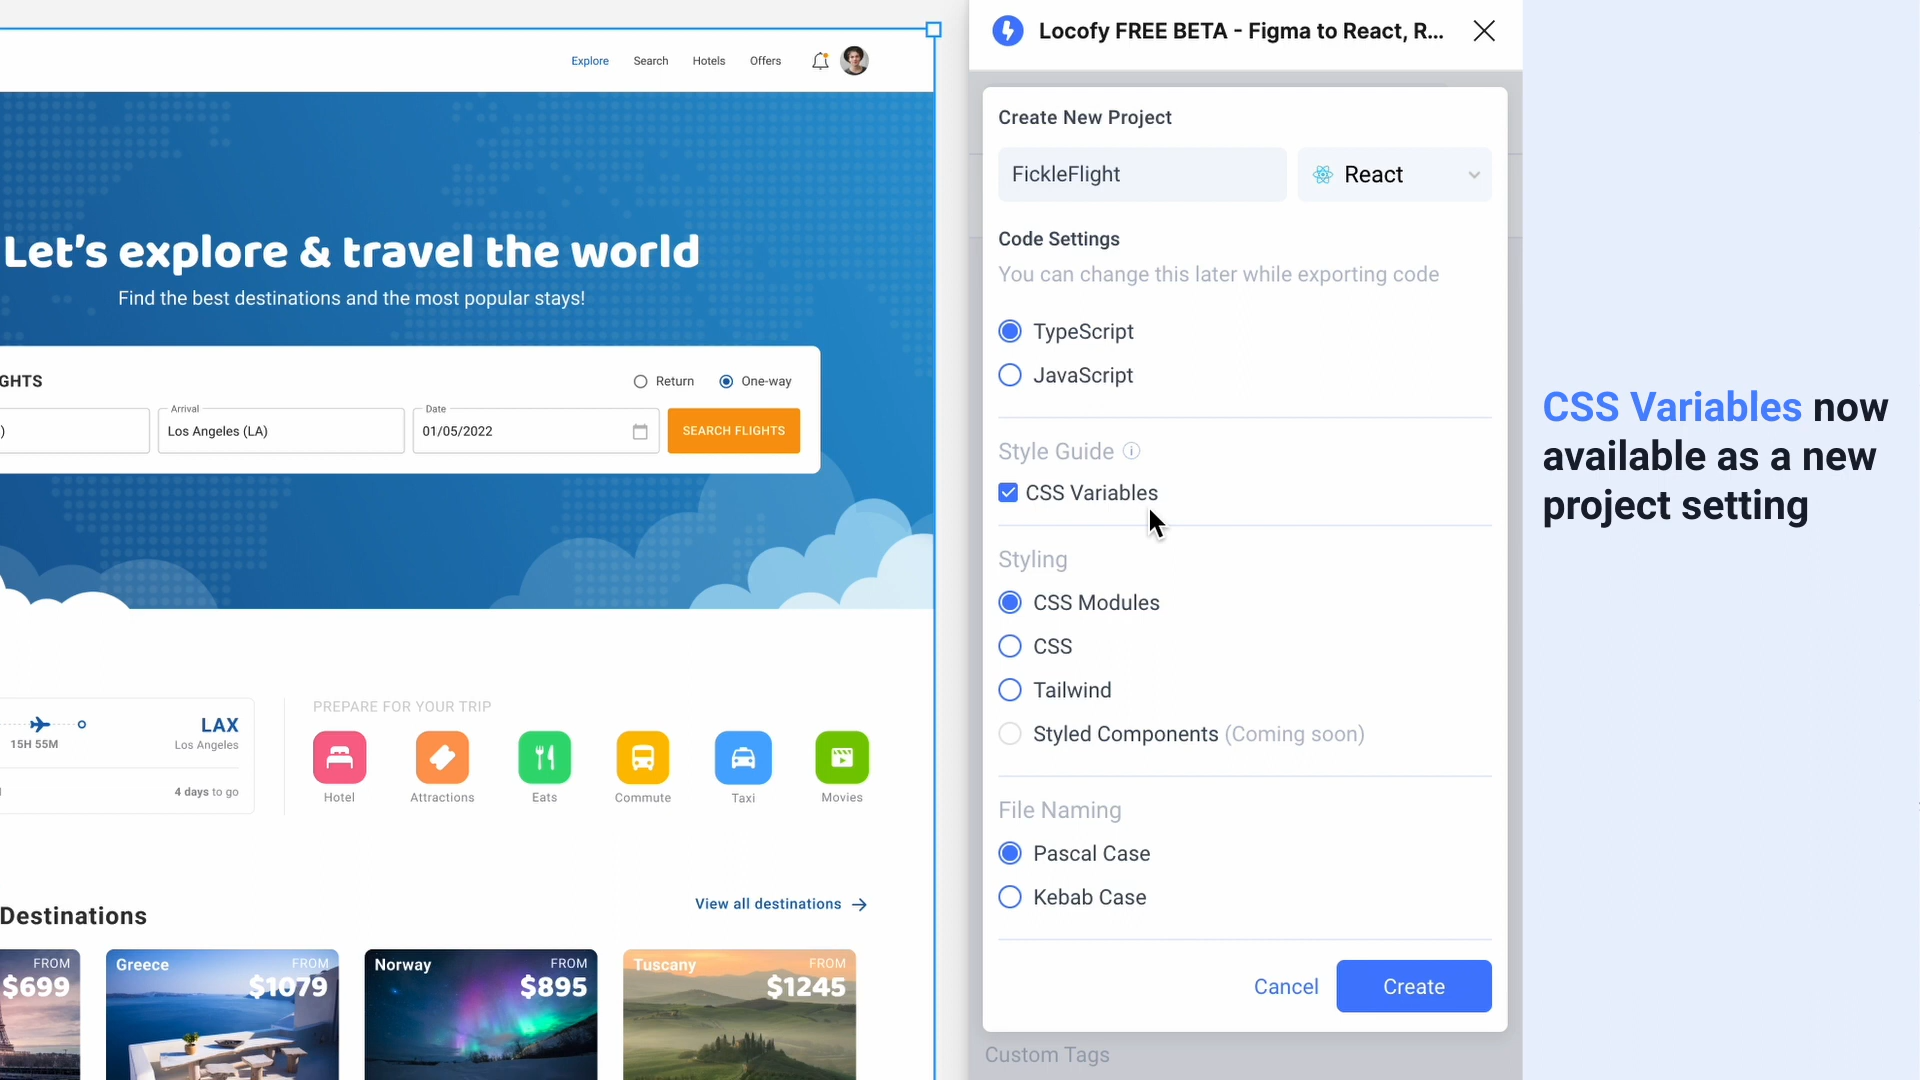 Explore Search Hotels Offers
Let's explore & travel the world
Find the best destinations and the most popular stays!
GHTS
Return One-way
)
Arrival
Los Angeles (LA)
Date
01/05/2022
SEARCH FLIGHTS
15H 55M
LAX
Los Angeles
4 days to go
PREPARE FOR YOUR TRIP
Hotel Attractions Eats Commute Taxi Movies
Destinations
View all destinations
FROM
$699
Greece FROM
$1079
Norway FROM
$895
Tuscany FROM
$1245
Locofy FREE BETA - Figma to React, R...
Create New Project
FickleFlight
React
Code Settings
You can change this later while exporting code
TypeScript
JavaScript
Style Guide
CSS Variables
Styling
CSS Modules
CSS
Tailwind
Styled Components (Coming soon)
File Naming
Pascal Case
Kebab Case
Cancel Create
Custom Tags
CSS Variables now
available as a new
project setting